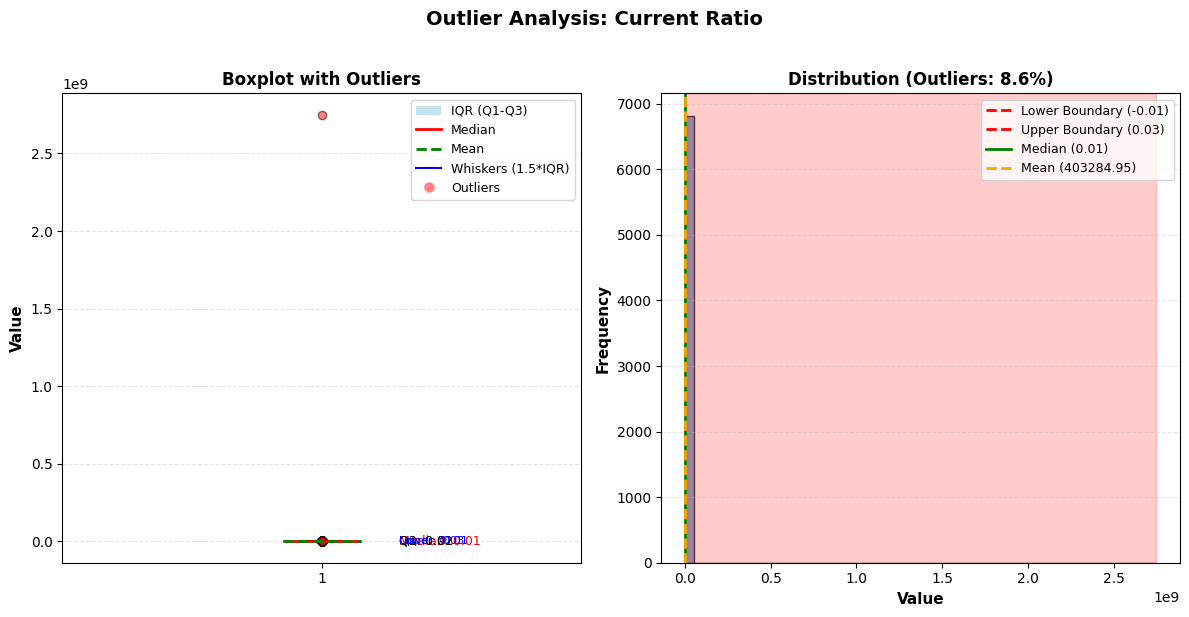 Outlier Analysis: Current Ratio
Boxplot with Outliers
1e9
IQR (Q1-Q3)
Median
Mean
Whiskers (1.5*IQR)
Outliers
2.5
2.0
1.5
1.0
0.5
0.0
Value
1
Distribution (Outliers: 8.6%)
Lower Boundary (-0.01)
Upper Boundary (0.03)
Median (0.01)
Mean (403284.95)
7000
6000
5000
4000
3000
2000
1000
0
Frequency
0.0 0.5 1.0 1.5 2.0 2.5
1e9
Value